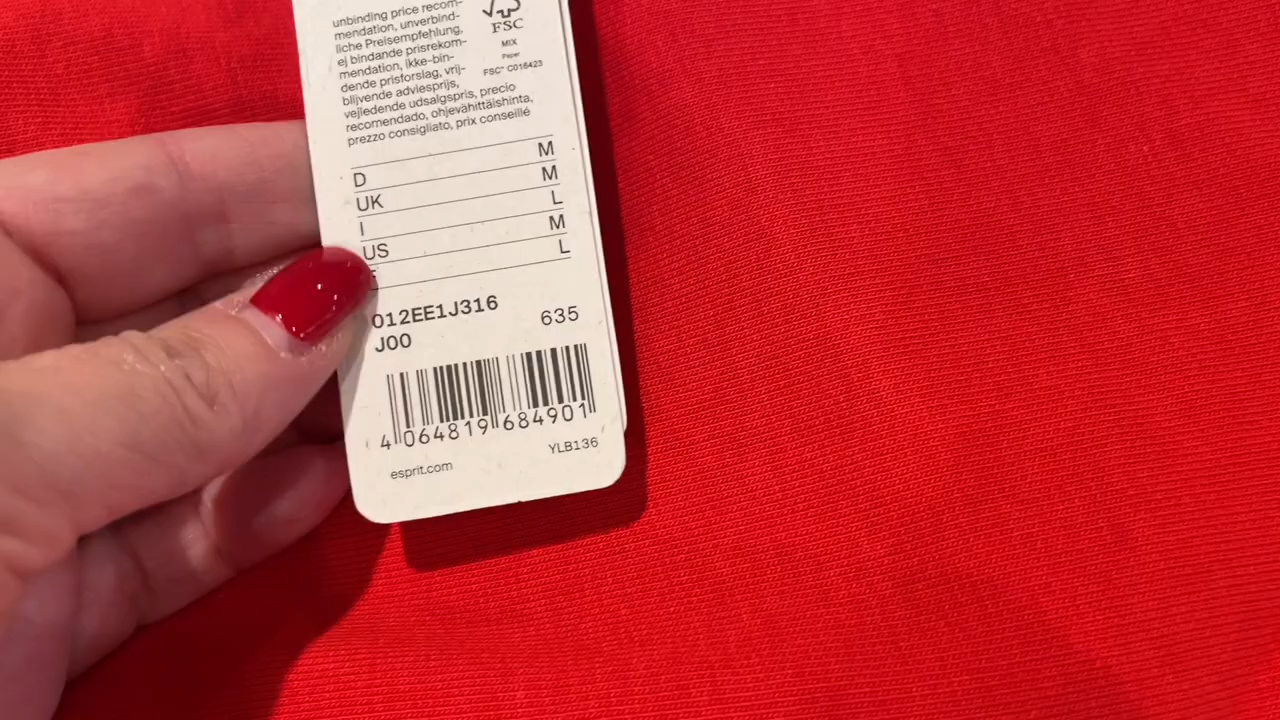 unbinding price recom-
mendation, unverbind-
liche Preisempfehlung,
ej bindande prisrekom-
mendation, ikke-bin-
dende prisforslag, vrij-
blijvende adviesprijs,
vejledende udsalgspris, precio
recomendado, ohjevähittäishinta,
prezzo consigliato, prix conseillé
FSC
MIX
Paper
FSC® C016423
D M
UK M
I L
US M
F L
012EE1J316
J00 635
4 064819 684901
esprit.com YLB136